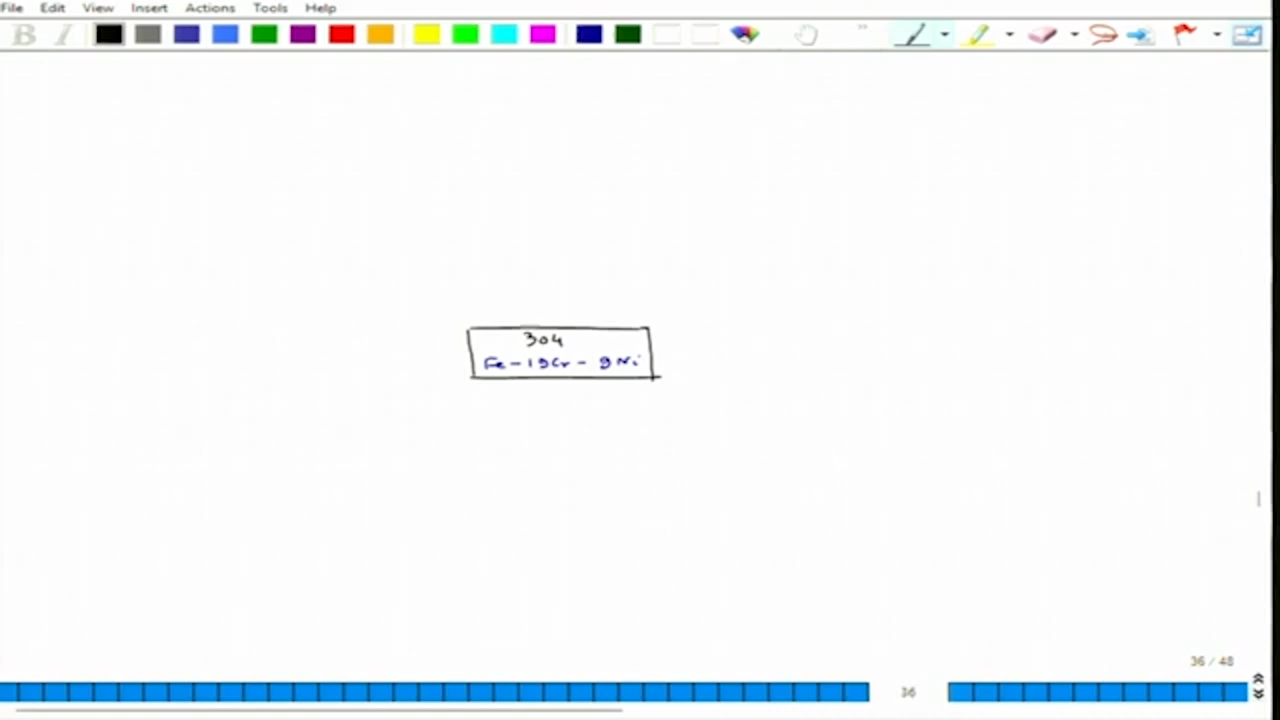 File Edit View Insert Actions Tools Help
B I
304
Fe-19Cr-9Ni
36 / 48
36